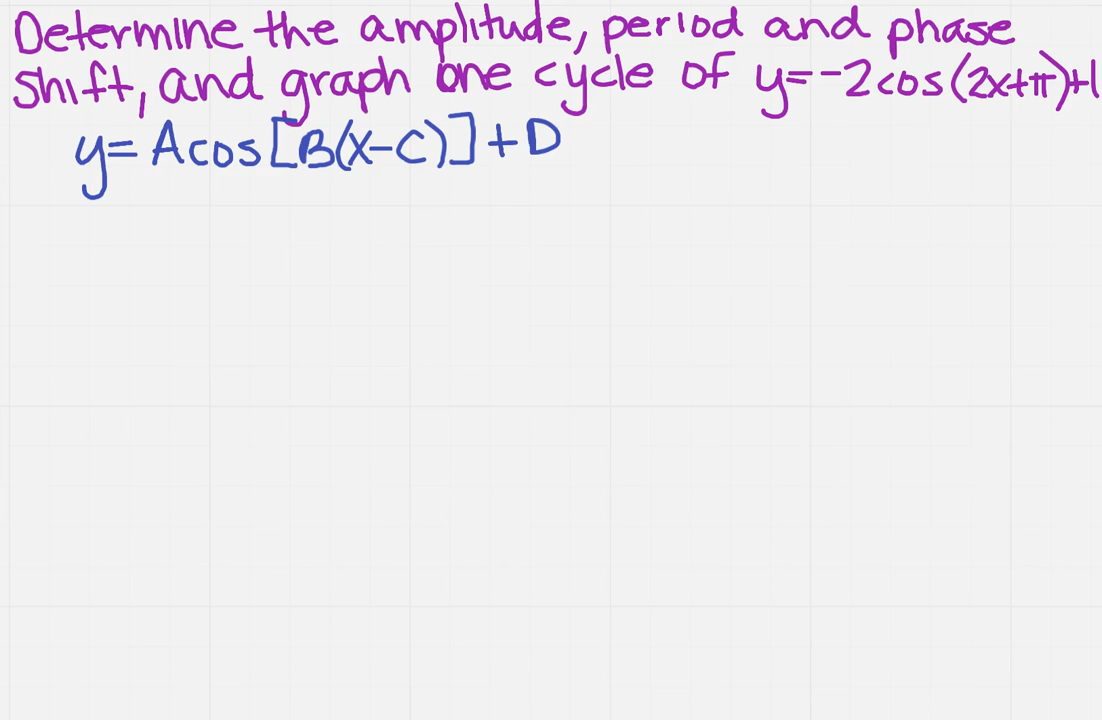 Determine the amplitude, period and phase
shift, and graph one cycle of y=-2cos(2x+π)+1
y=Acos[B(x-C)]+D